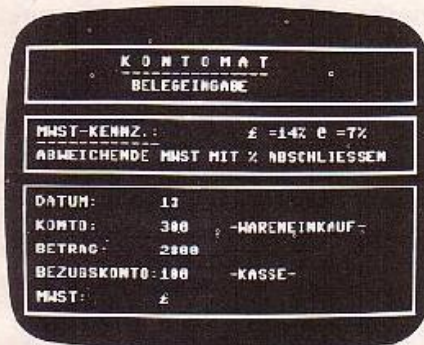 K O N T O M A T
BELEGEINGABE
MWST-KENNZ.: £ =14% @ =7%
ABWEICHENDE MWST MIT % ABSCHLIESSEN
DATUM: 13
KONTO: 300 -WARENEINKAUF-
BETRAG: 2000
BEZUGSKONTO:100 -KASSE-
MWST: £